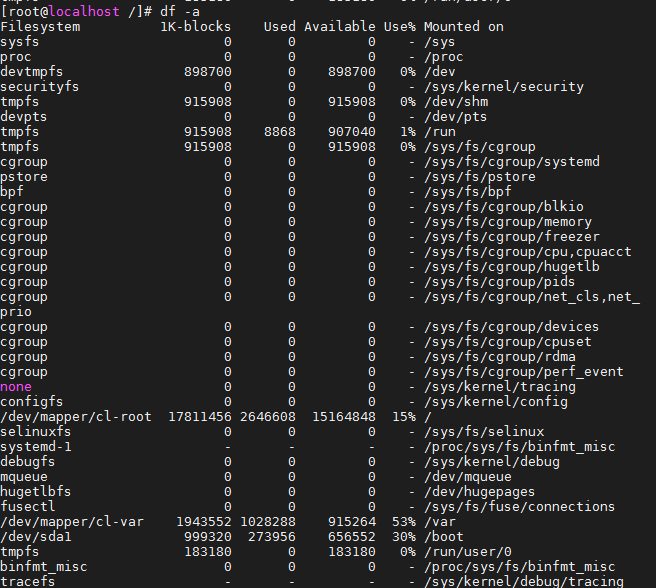 [root@localhost /]# df -a
Filesystem 1K-blocks Used Available Use% Mounted on
sysfs 0 0 0 - /sys
proc 0 0 0 - /proc
devtmpfs 898700 0 898700 0% /dev
securityfs 0 0 0 - /sys/kernel/security
tmpfs 915908 0 915908 0% /dev/shm
devpts 0 0 0 - /dev/pts
tmpfs 915908 8868 907040 1% /run
tmpfs 915908 0 915908 0% /sys/fs/cgroup
cgroup 0 0 0 - /sys/fs/cgroup/systemd
pstore 0 0 0 - /sys/fs/pstore
bpf 0 0 0 - /sys/fs/bpf
cgroup 0 0 0 - /sys/fs/cgroup/blkio
cgroup 0 0 0 - /sys/fs/cgroup/memory
cgroup 0 0 0 - /sys/fs/cgroup/freezer
cgroup 0 0 0 - /sys/fs/cgroup/cpu,cpuacct
cgroup 0 0 0 - /sys/fs/cgroup/hugetlb
cgroup 0 0 0 - /sys/fs/cgroup/pids
cgroup 0 0 0 - /sys/fs/cgroup/net_cls,net_
prio
cgroup 0 0 0 - /sys/fs/cgroup/devices
cgroup 0 0 0 - /sys/fs/cgroup/cpuset
cgroup 0 0 0 - /sys/fs/cgroup/rdma
cgroup 0 0 0 - /sys/fs/cgroup/perf_event
none 0 0 0 - /sys/kernel/tracing
configfs 0 0 0 - /sys/kernel/config
/dev/mapper/cl-root 17811456 2646608 15164848 15% /
selinuxfs 0 0 0 - /sys/fs/selinux
systemd-1 - - - - /proc/sys/fs/binfmt_misc
debugfs 0 0 0 - /sys/kernel/debug
mqueue 0 0 0 - /dev/mqueue
hugetlbfs 0 0 0 - /dev/hugepages
fusectl 0 0 0 - /sys/fs/fuse/connections
/dev/mapper/cl-var 1943552 1028288 915264 53% /var
/dev/sda1 999320 273956 656552 30% /boot
tmpfs 183180 0 183180 0% /run/user/0
binfmt_misc 0 0 0 - /proc/sys/fs/binfmt_misc
tracefs - - - - /sys/kernel/debug/tracing